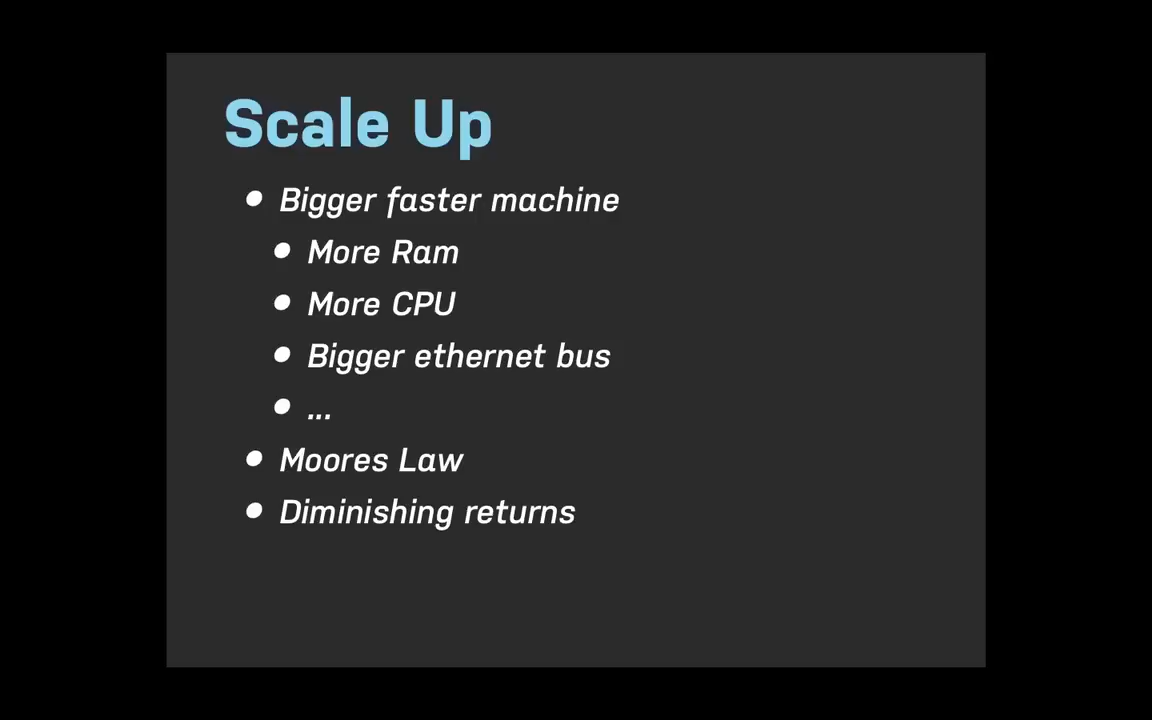 Scale Up
• Bigger faster machine
• More Ram
• More CPU
• Bigger ethernet bus
• ...
• Moores Law
• Diminishing returns